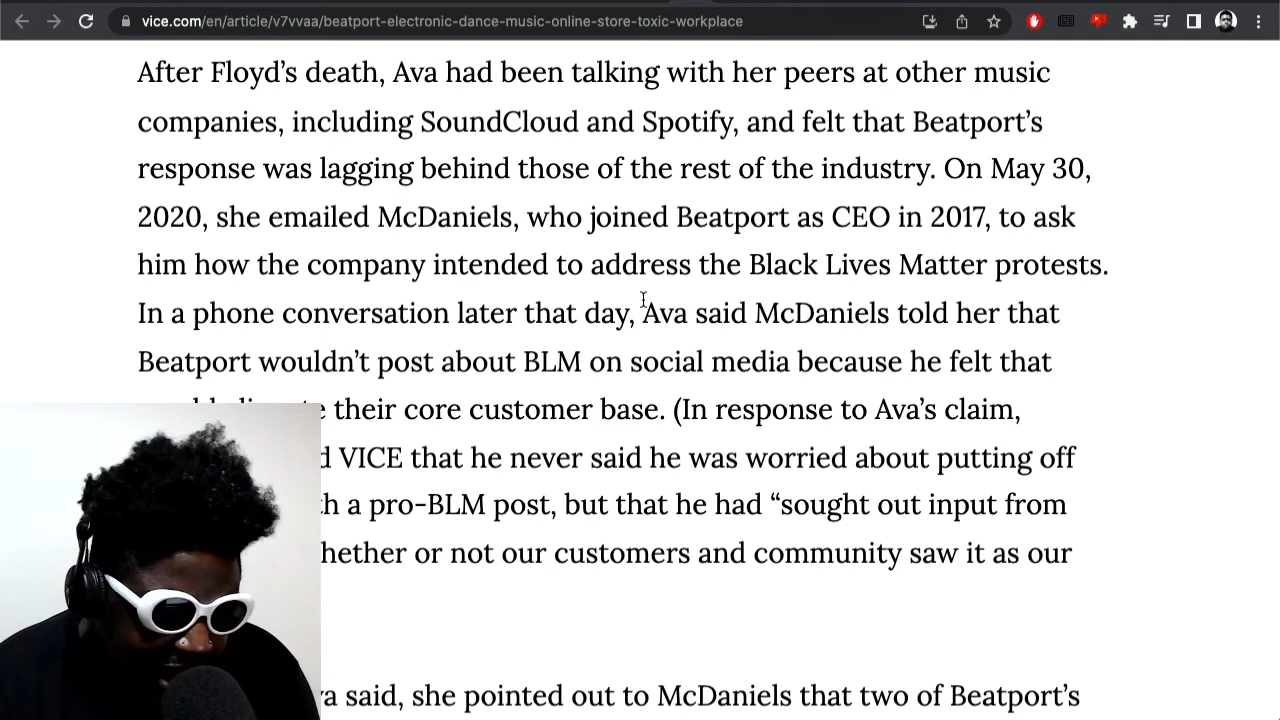 vice.com/en/article/v7vvaa/beatport-electronic-dance-music-online-store-toxic-workplace
After Floyd’s death, Ava had been talking with her peers at other music
companies, including SoundCloud and Spotify, and felt that Beatport’s
response was lagging behind those of the rest of the industry. On May 30,
2020, she emailed McDaniels, who joined Beatport as CEO in 2017, to ask
him how the company intended to address the Black Lives Matter protests.
In a phone conversation later that day, Ava said McDaniels told her that
Beatport wouldn’t post about BLM on social media because he felt that
their core customer base. (In response to Ava’s claim,
d VICE that he never said he was worried about putting off
h a pro-BLM post, but that he had “sought out input from
hether or not our customers and community saw it as our
va said, she pointed out to McDaniels that two of Beatport’s